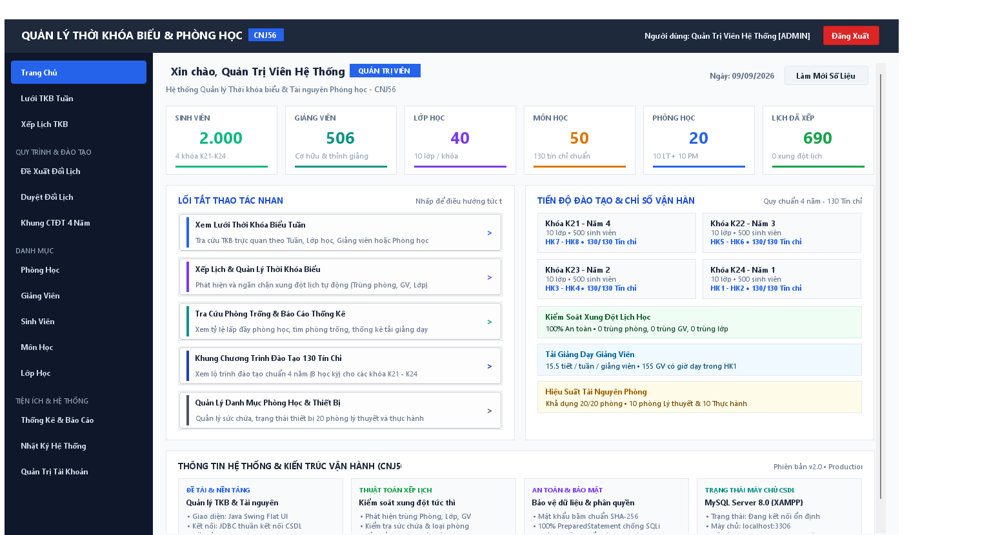 QUẢN LÝ THỜI KHÓA BIỂU & PHÒNG HỌC CNJ56
Người dùng: Quản Trị Viên Hệ Thống [ADMIN] Đăng Xuất
Trang Chủ
Lưới TKB Tuần
Xếp Lịch TKB
QUY TRÌNH & ĐÀO TẠO
Đề Xuất Đổi Lịch
Duyệt Đổi Lịch
Khung CTĐT 4 Năm
DANH MỤC
Phòng Học
Giảng Viên
Sinh Viên
Môn Học
Lớp Học
TIỆN ÍCH & HỆ THỐNG
Thống Kê & Báo Cáo
Nhật Ký Hệ Thống
Quản Trị Tài Khoản
Xin chào, Quản Trị Viên Hệ Thống QUẢN TRỊ VIÊN
Hệ thống Quản lý Thời khóa biểu & Tài nguyên Phòng học - CNJ56
Ngày: 09/09/2026 Làm Mới Số Liệu
SINH VIÊN
2.000
4 khóa K21-K24
GIẢNG VIÊN
506
Cơ hữu & thỉnh giảng
LỚP HỌC
40
10 lớp / khóa
MÔN HỌC
50
130 tín chỉ chuẩn
PHÒNG HỌC
20
10 LT+ 10 PM
LỊCH ĐÃ XẾP
690
0 xung đột lịch
LỐI TẮT THAO TÁC NHAN
Nhấp để điều hướng tức t
Xem Lưới Thời Khóa Biểu Tuần
Tra cứu TKB trực quan theo Tuần, Lớp học, Giảng viên hoặc Phòng học
>
Xếp Lịch & Quản Lý Thời Khóa Biểu
Phát hiện và ngăn chặn xung đột lịch tự động (Trùng phòng, GV, Lớp)
>
Tra Cứu Phòng Trống & Báo Cáo Thống Kê
Xem tỷ lệ lấp đầy phòng học, tìm phòng trống, thống kê tải giảng dạy
>
Khung Chương Trình Đào Tạo 130 Tín Chỉ
Xem lộ trình đào tạo chuẩn 4 năm (8 học kỳ) cho các khóa K21 - K24
>
Quản Lý Danh Mục Phòng Học & Thiết Bị
Quản lý sức chứa, trạng thái thiết bị 20 phòng lý thuyết và thực hành
>
TIẾN ĐỘ ĐÀO TẠO & CHỈ SỐ VẬN HÀN
Quy chuẩn 4 năm - 130 Tín chỉ
Khóa K21 - Năm 4
10 lớp • 500 sinh viên
HK7 - HK8 • 130/130 Tín chỉ
Khóa K22 - Năm 3
10 lớp • 500 sinh viên
HK5 - HK6 • 130/130 Tín chỉ
Khóa K23 - Năm 2
10 lớp • 500 sinh viên
HK3 - HK4 • 130/130 Tín chỉ
Khóa K24 - Năm 1
10 lớp • 500 sinh viên
HK1 - HK2 • 130/130 Tín chỉ
Kiểm Soát Xung Đột Lịch Học
100% An toàn • 0 trùng phòng, 0 trùng GV, 0 trùng lớp
Tải Giảng Dạy Giảng Viên
15.5 tiết / tuần / giảng viên • 155 GV có giờ dạy trong HK1
Hiệu Suất Tài Nguyên Phòng
Khả dụng 20/20 phòng • 10 phòng Lý thuyết & 10 Thực hành
THÔNG TIN HỆ THỐNG & KIẾN TRÚC VẬN HÀNH (CNJ5
Phiên bản v2.0 • Production
ĐỀ TÀI & NỀN TẢNG
Quản lý TKB & Tài nguyên
• Giao diện: Java Swing Flat UI
• Kết nối: JDBC thuần kết nối CSDL
THUẬT TOÁN XẾP LỊCH
Kiểm soát xung đột tức thì
• Phát hiện trùng Phòng, Lớp, GV
• Kiểm tra sức chứa & loại phòng
AN TOÀN & BẢO MẬT
Bảo vệ dữ liệu & phân quyền
• Mật khẩu băm chuẩn SHA-256
• 100% PreparedStatement chống SQLi
TRẠNG THÁI MÁY CHỦ CSDL
MySQL Server 8.0 (XAMPP)
• Trạng thái: Đang kết nối ổn định
• Máy chủ: localhost:3306